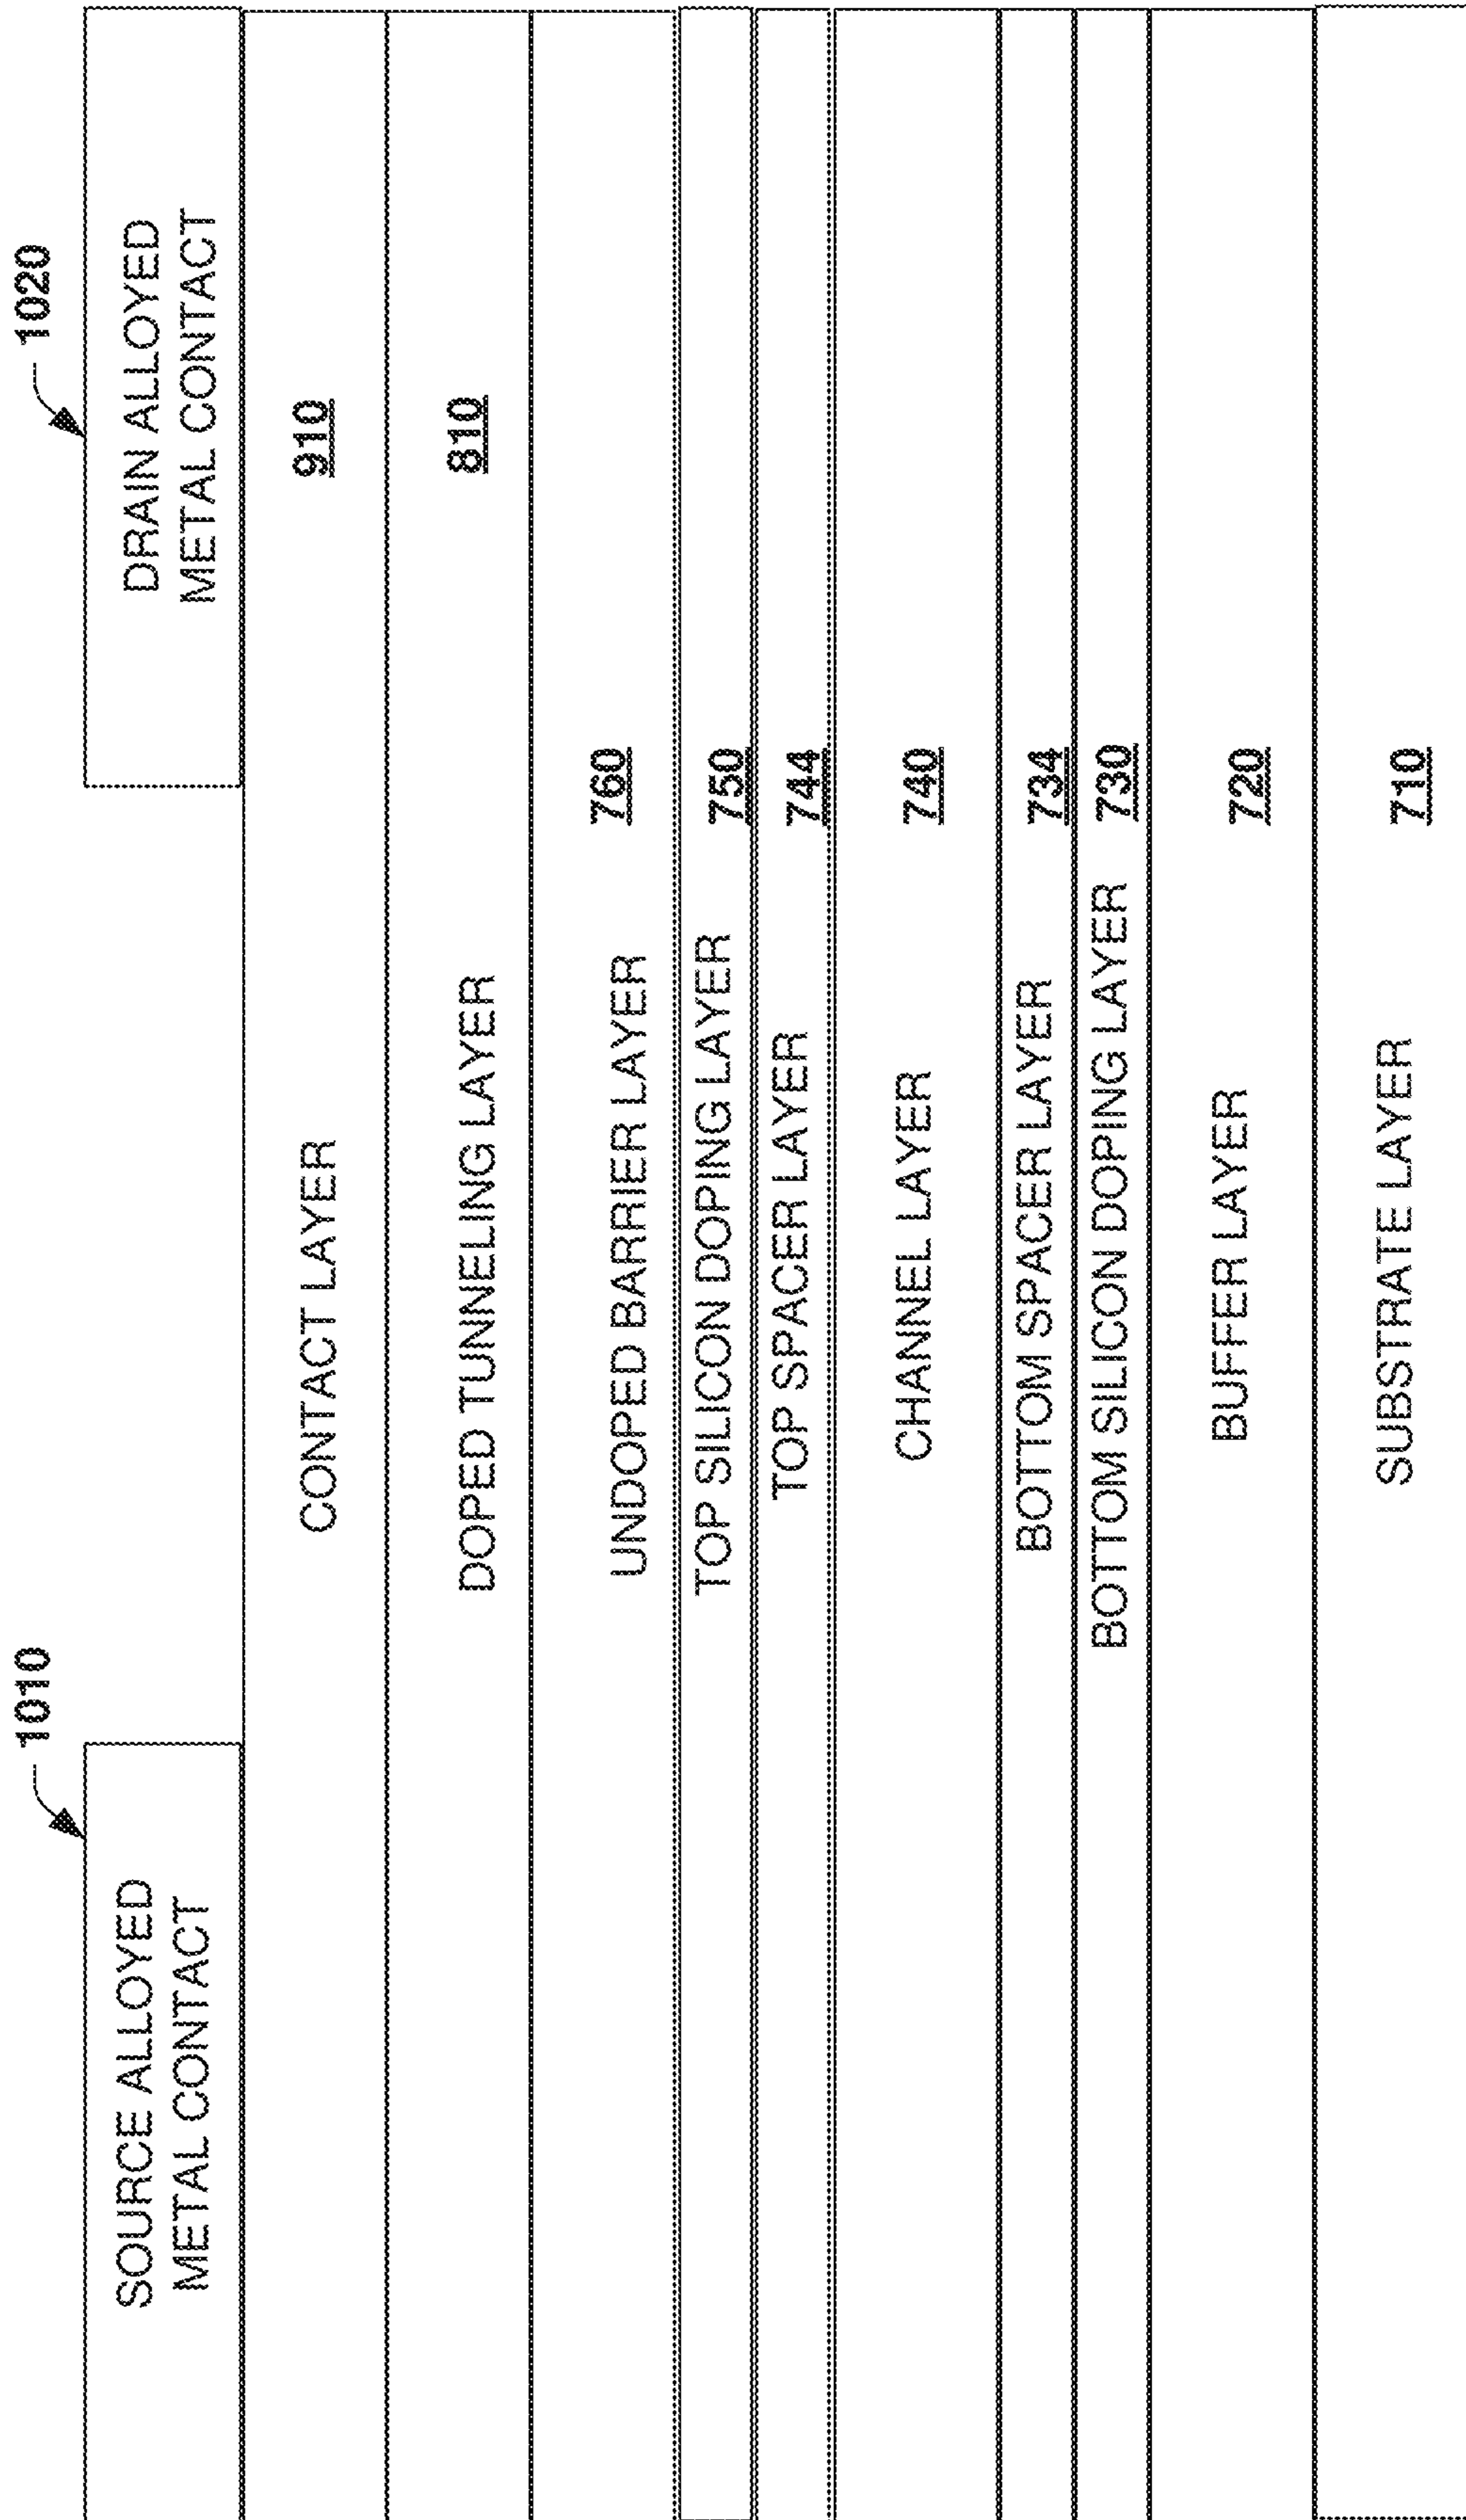 1010
1020
SOURCE ALLOYED
METAL CONTACT
DRAIN ALLOYED
METAL CONTACT
CONTACT LAYER 910
DOPED TUNNELING LAYER 810
UNDOPED BARRIER LAYER 760
TOP SILICON DOPING LAYER 750
TOP SPACER LAYER 744
CHANNEL LAYER 740
BOTTOM SPACER LAYER 734
BOTTOM SILICON DOPING LAYER 730
BUFFER LAYER 720
SUBSTRATE LAYER 710